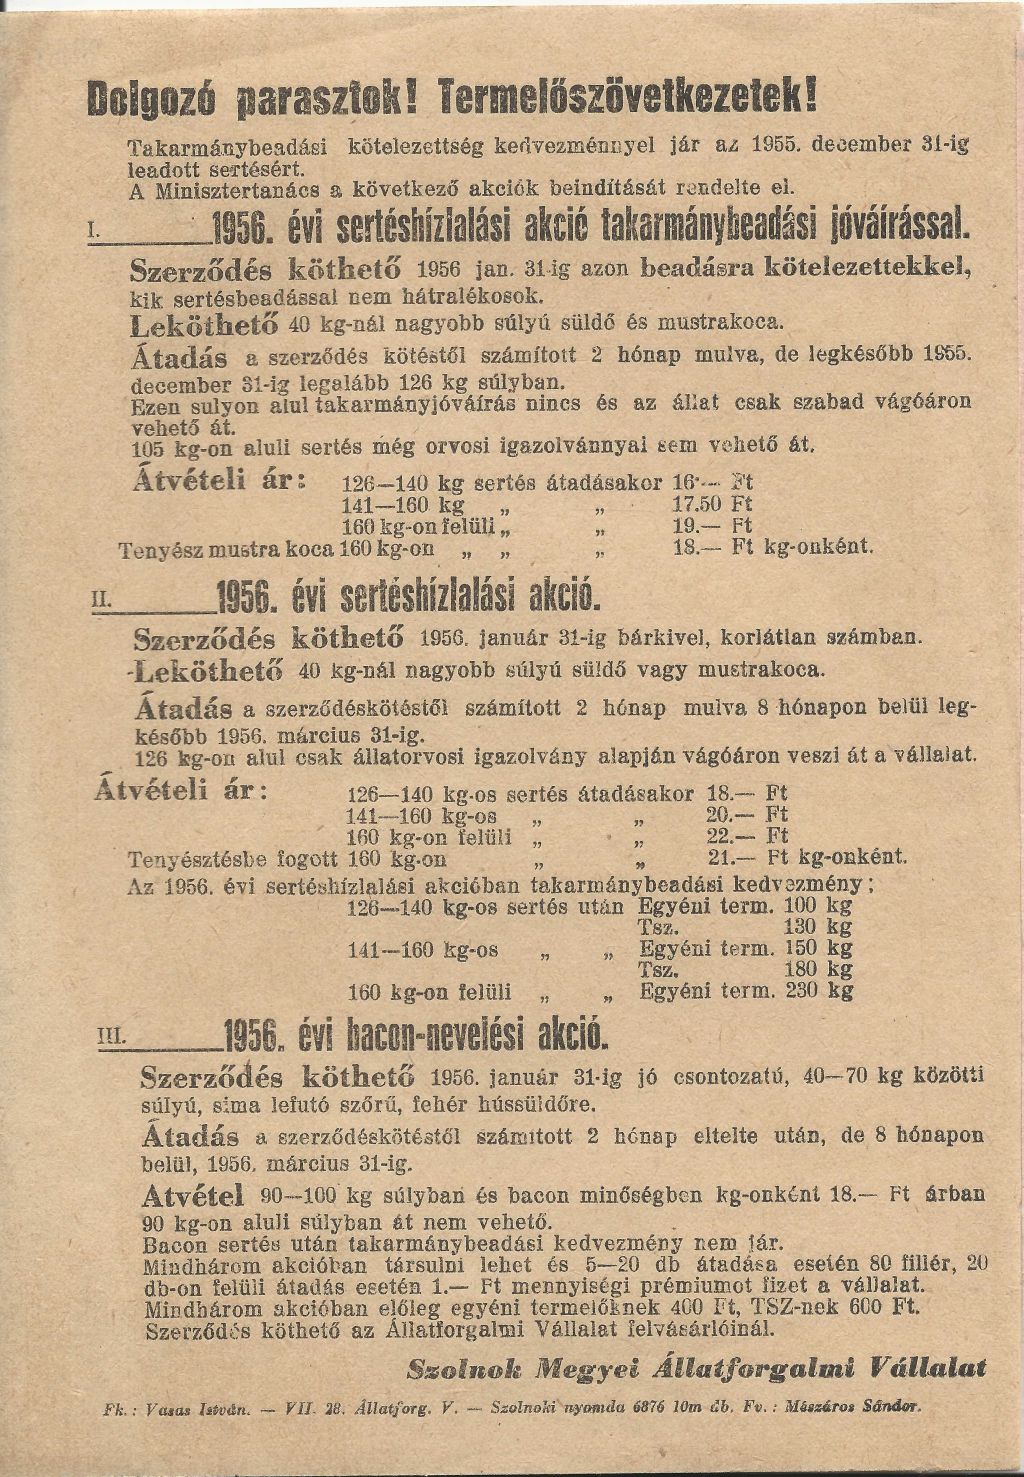 Dolgozó parasztok! Termelőszövetkezetek!
Takarmánybeadási kötelezettség kedvezménnyel jár az 1955. december 31-ig
leadott sertésért.
A Minisztertanács a következő akciók beindítását rendelte el.
I. 1956. évi sertéshízlalási akció takarmánybeadási jóváírással.
Szerződés köthető 1956 jan. 31-ig azon beadásra kötelezettekkel,
kik sertésbeadással nem hátralékosok.
Leköthető 40 kg-nál nagyobb súlyú süldő és mustrakoca.
Átadás a szerződés kötéstől számított 2 hónap mulva, de legkésőbb 1955.
december 31-ig legalább 126 kg súlyban.
Ezen sulyon alul takarmányjóváírás nincs és az állat csak szabad vágóáron
vehető át.
105 kg-on aluli sertés még orvosi igazolvánnyal sem vehető át.
Átvételi ár: 126—140 kg sertés átadásakor 16·— Ft
141—160 kg „ „ 17.50 Ft
160 kg-on felüli „ „ 19.— Ft
Tenyész mustra koca 160 kg-on „ „ „ 18.— Ft kg-onként.
II. 1956. évi sertéshízlalási akció.
Szerződés köthető 1956. január 31-ig bárkivel, korlátlan számban.
-Leköthető 40 kg-nál nagyobb súlyú süldő vagy mustrakoca.
Átadás a szerződéskötéstől számított 2 hónap mulva 8 hónapon belül leg-
később 1956. március 31-ig.
126 kg-on alul csak állatorvosi igazolvány alapján vágóáron veszi át a vállalat.
Átvételi ár: 126—140 kg-os sertés átadásakor 18.— Ft
141—160 kg-os „ „ 20.— Ft
160 kg-on felüli „ „ 22.— Ft
Tenyésztésbe fogott 160 kg-on „ „ 21.— Ft kg-onként.
Az 1956. évi sertéshízlalási akcióban takarmánybeadási kedvezmény;
126—140 kg-os sertés után Egyéni term. 100 kg
Tsz. 130 kg
141—160 kg-os „ „ Egyéni term. 150 kg
Tsz. 180 kg
160 kg-on felüli „ „ Egyéni term. 230 kg
III. 1956. évi bacon-nevelési akció.
Szerződés köthető 1956. január 31-ig jó csontozatú, 40—70 kg közötti
súlyú, sima lefutó szőrű, fehér hússüldőre.
Átadás a szerződéskötéstől számított 2 hónap eltelte után, de 8 hónapon
belül, 1956. március 31-ig.
Átvétel 90—100 kg súlyban és bacon minőségben kg-onként 18.— Ft árban
90 kg-on aluli súlyban át nem vehető.
Bacon sertés után takarmánybeadási kedvezmény nem jár.
Mindhárom akcióban társulni lehet és 5—20 db átadása esetén 80 fillér, 20
db-on felüli átadás esetén 1.— Ft mennyiségi prémiumot fizet a vállalat.
Mindhárom akcióban előleg egyéni termelőknek 400 Ft, TSZ-nek 600 Ft.
Szerződés köthető az Állatforgalmi Vállalat felvásárlóinál.
Szolnok Megyei Állatforgalmi Vállalat
Fk.: Vasas István. — VII. 28. Állatforg. V. — Szolnoki nyomda 6876 10m db. Fv.: Mészáros Sándor.